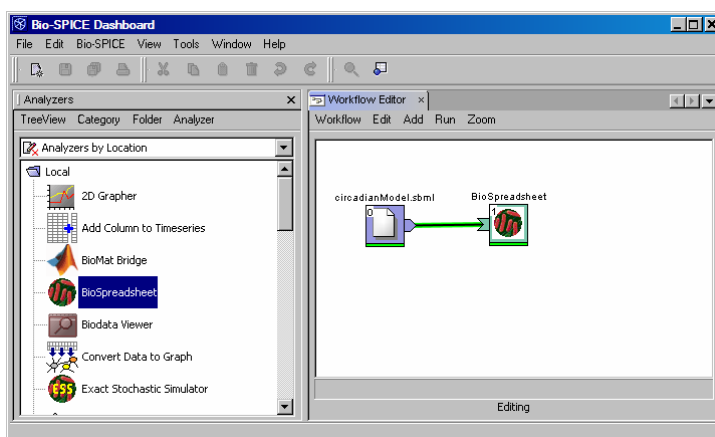 Bio-SPICE Dashboard
File Edit Bio-SPICE View Tools Window Help
Analyzers
TreeView Category Folder Analyzer
Analyzers by Location
Local
2D Grapher
Add Column to Timeseries
BioMat Bridge
BioSpreadsheet
Biodata Viewer
Convert Data to Graph
ESS Exact Stochastic Simulator
Workflow Editor
Workflow Edit Add Run Zoom
circadianModel.sbml BioSpreadsheet
0 1
Editing